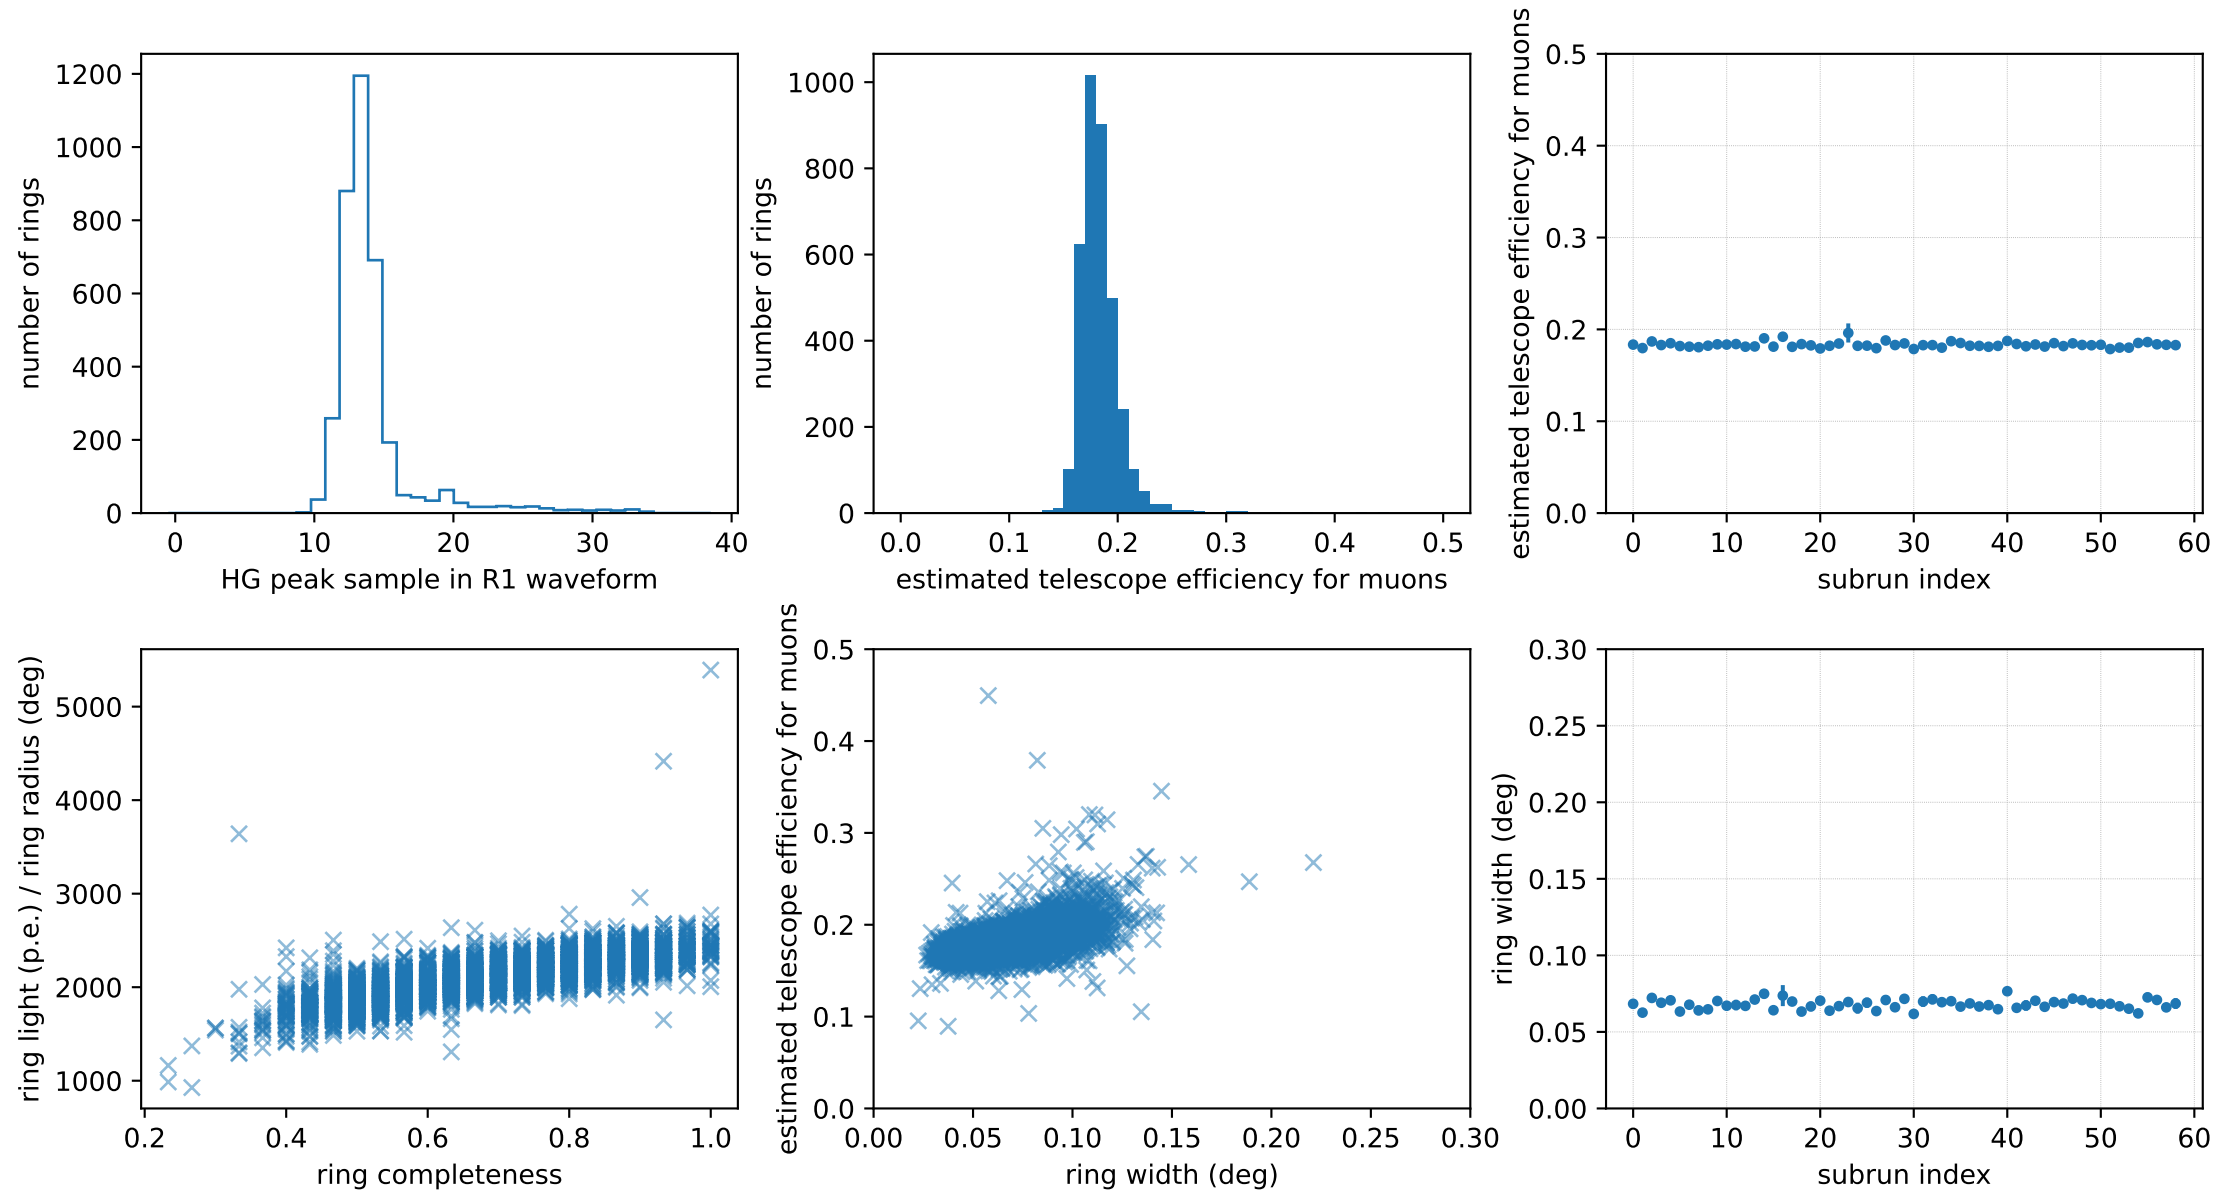 1200
1000
800
600
400
200
0
number of rings
0 10 20 30 40
HG peak sample in R1 waveform
1000
800
600
400
200
0
number of rings
0.0 0.1 0.2 0.3 0.4 0.5
estimated telescope efficiency for muons
0.5
0.4
0.3
0.2
0.1
0.0
estimated telescope efficiency for muons
0 10 20 30 40 50 60
subrun index
5000
4000
3000
2000
1000
ring light (p.e.) / ring radius (deg)
0.2 0.4 0.6 0.8 1.0
ring completeness
0.5
0.4
0.3
0.2
0.1
0.0
estimated telescope efficiency for muons
0.00 0.05 0.10 0.15 0.20 0.25 0.30
ring width (deg)
0.30
0.25
0.20
0.15
0.10
0.05
0.00
ring width (deg)
0 10 20 30 40 50 60
subrun index